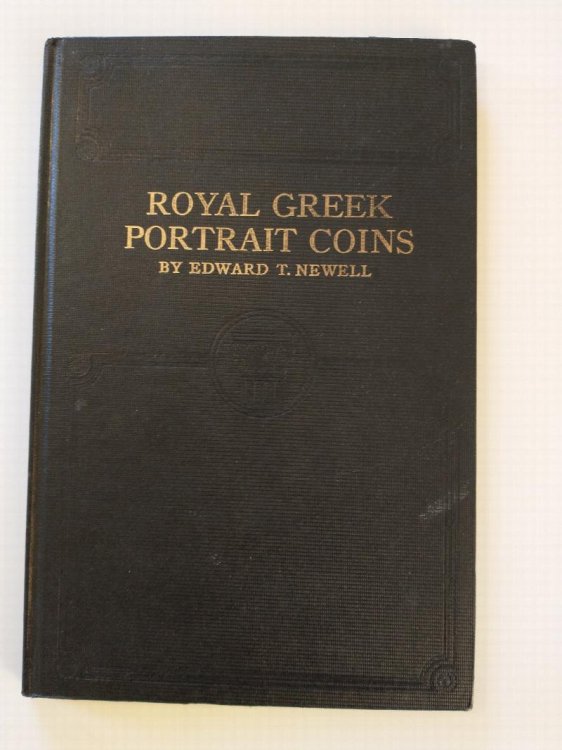 ROYAL GREEK
PORTRAIT COINS
BY EDWARD T. NEWELL